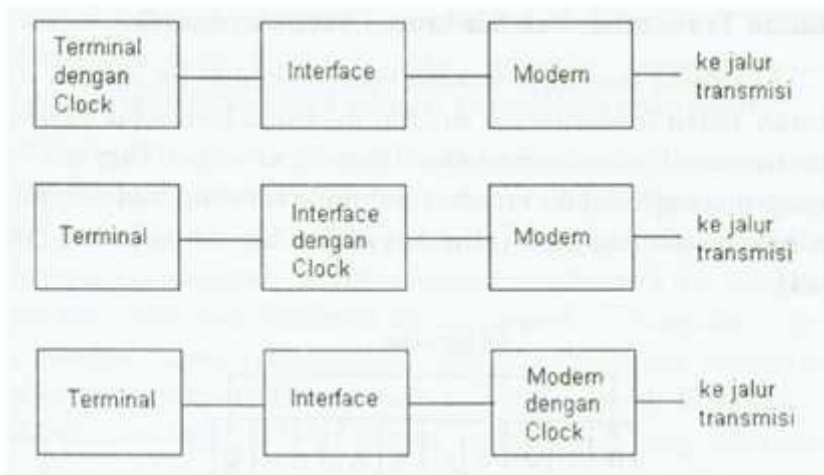 Terminal
dengan
Clock
Interface
Modem
ke jalur
transmisi
Terminal
Interface
dengan
Clock
Modem
ke jalur
transmisi
Terminal
Interface
Modem
dengan
Clock
ke jalur
transmisi